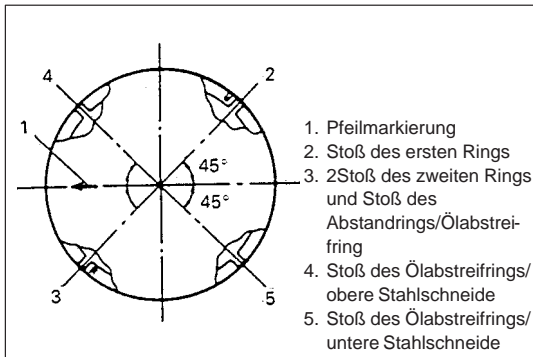 4
2
1
45°
45°
3
5
1. Pfeilmarkierung
2. Stoß des ersten Rings
3. 2Stoß des zweiten Rings
und Stoß des
Abstandrings/Ölabstrei-
fring
4. Stoß des Ölabstreifrings/
obere Stahlschneide
5. Stoß des Ölabstreifrings/
untere Stahlschneide